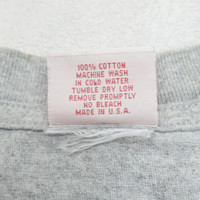 100% COTTON
MACHINE WASH
IN COLD WATER
TUMBLE DRY LOW
REMOVE PROMPTLY
NO BLEACH
MADE IN U.S.A.